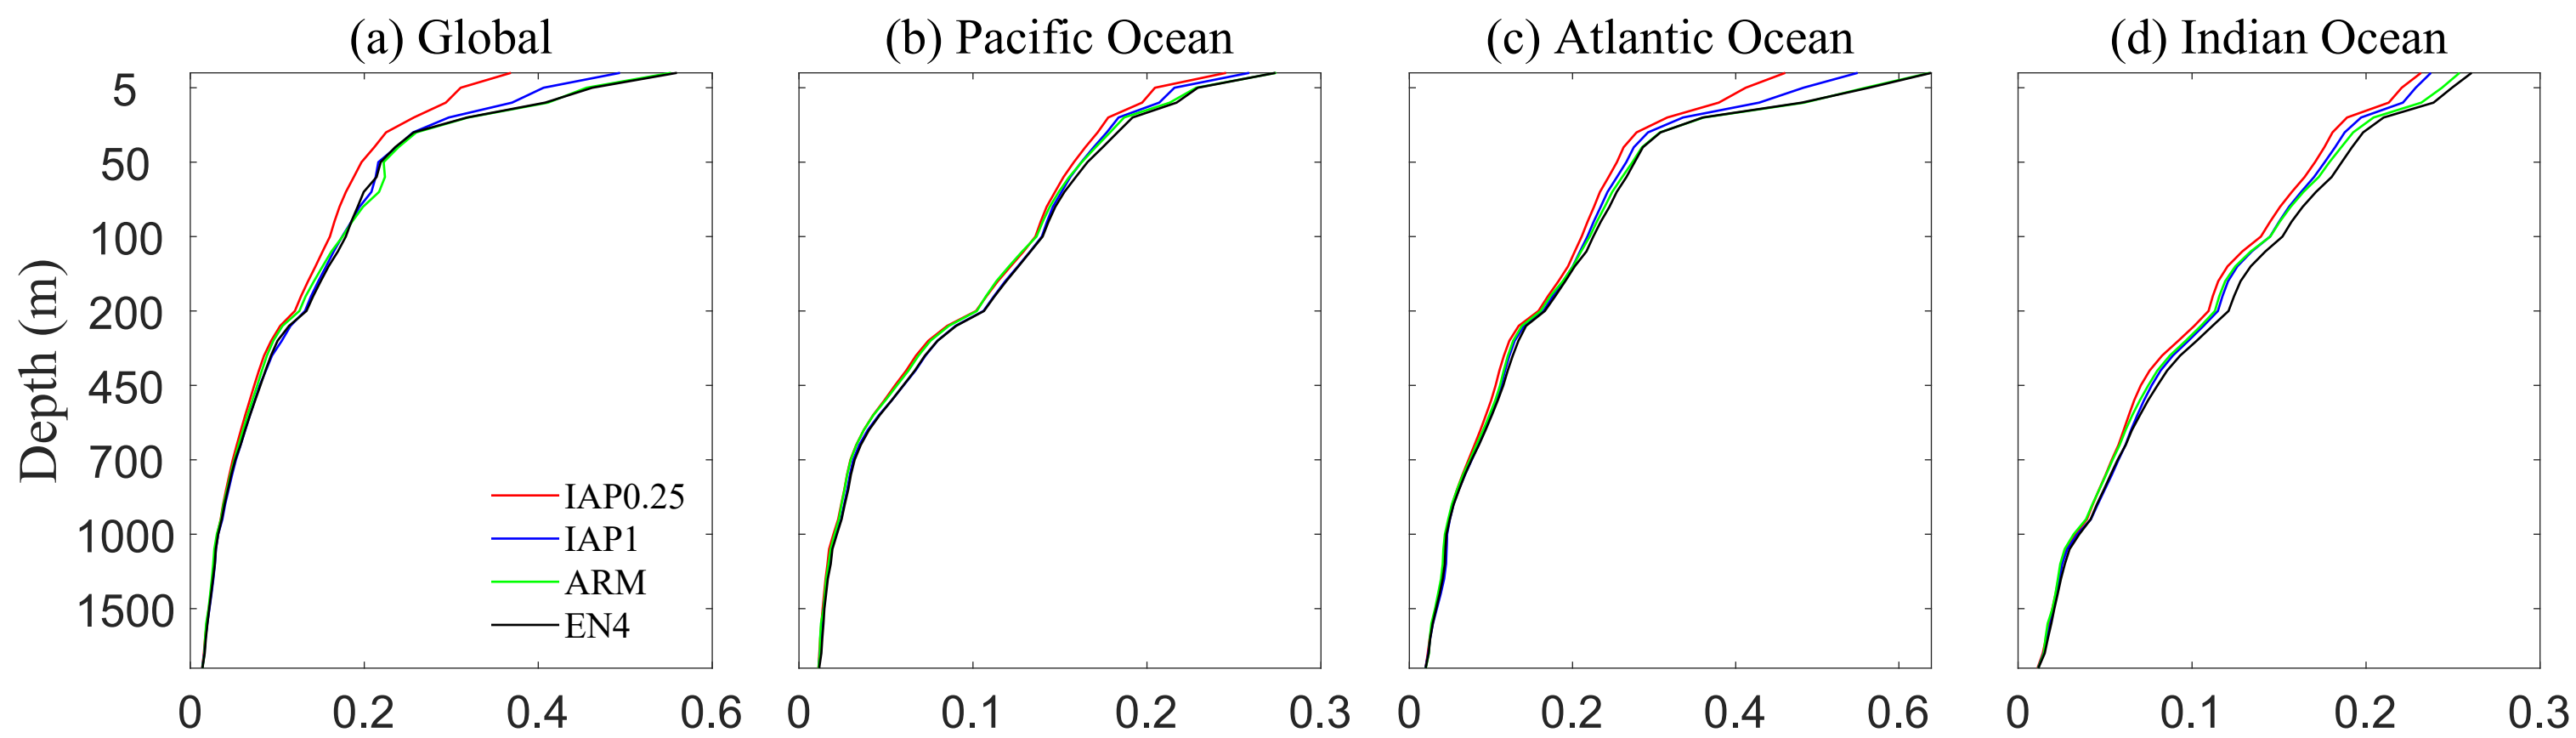 (a) Global
(b) Pacific Ocean
(c) Atlantic Ocean
(d) Indian Ocean
Depth (m)
5
50
100
200
450
700
1000
1500
IAP0.25
IAP1
ARM
EN4
0 0.2 0.4 0.6
0 0.1 0.2 0.3
0 0.2 0.4 0.6
0 0.1 0.2 0.3